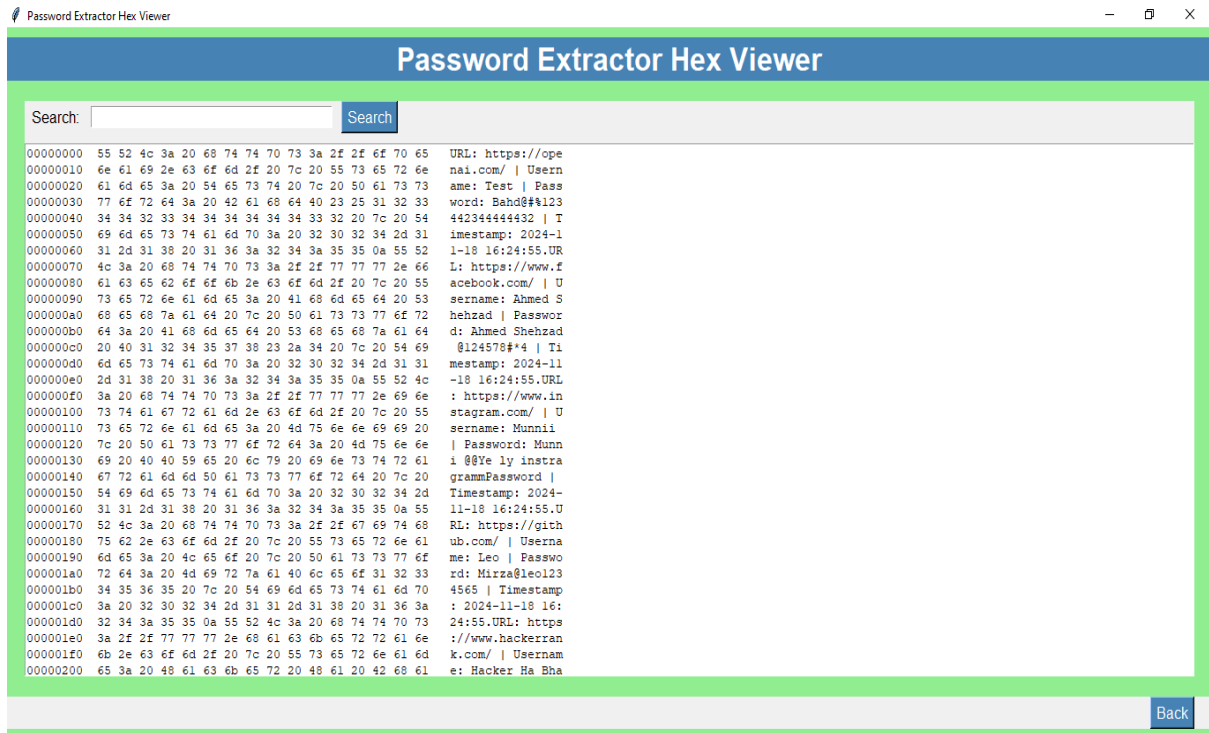 Password Extractor Hex Viewer
Password Extractor Hex Viewer
Search: Search
00000000 55 52 4c 3a 20 68 74 74 70 73 3a 2f 2f 6f 70 65 URL: https://ope
00000010 6e 61 69 2e 63 6f 6d 2f 20 7c 20 55 73 65 72 6e nai.com/ | Usern
00000020 61 6d 65 3a 20 54 65 73 74 20 7c 20 50 61 73 73 ame: Test | Pass
00000030 77 6f 72 64 3a 20 42 61 68 64 40 23 25 31 32 33 word: Bahd@#%123
00000040 34 34 32 33 34 34 34 34 34 34 33 32 20 7c 20 54 442344444432 | T
00000050 69 6d 65 73 74 61 6d 70 3a 20 32 30 32 34 2d 31 imestamp: 2024-1
00000060 31 2d 31 38 20 31 36 3a 32 34 3a 35 35 0a 55 52 1-18 16:24:55.UR
00000070 4c 3a 20 68 74 74 70 73 3a 2f 2f 77 77 77 2e 66 L: https://www.f
00000080 61 63 65 62 6f 6f 6b 2e 63 6f 6d 2f 20 7c 20 55 acebook.com/ | U
00000090 73 65 72 6e 61 6d 65 3a 20 41 68 6d 65 64 20 53 sername: Ahmed S
000000a0 68 65 68 7a 61 64 20 7c 20 50 61 73 73 77 6f 72 hehzad | Passwor
000000b0 64 3a 20 41 68 6d 65 64 20 53 68 65 68 7a 61 64 d: Ahmed Shehzad
000000c0 20 40 31 32 34 35 37 38 23 2a 34 20 7c 20 54 69 @124578#*4 | Ti
000000d0 6d 65 73 74 61 6d 70 3a 20 32 30 32 34 2d 31 31 mestamp: 2024-11
000000e0 2d 31 38 20 31 36 3a 32 34 3a 35 35 0a 55 52 4c -18 16:24:55.URL
000000f0 3a 20 68 74 74 70 73 3a 2f 2f 77 77 77 2e 69 6e : https://www.in
00000100 73 74 61 67 72 61 6d 2e 63 6f 6d 2f 20 7c 20 55 stagram.com/ | U
00000110 73 65 72 6e 61 6d 65 3a 20 4d 75 6e 6e 69 69 20 sername: Munnii
00000120 7c 20 50 61 73 73 77 6f 72 64 3a 20 4d 75 6e 6e | Password: Munn
00000130 69 20 40 40 59 65 20 6c 79 20 69 6e 73 74 72 61 i @@Ye ly instra
00000140 67 72 61 6d 6d 50 61 73 73 77 6f 72 64 20 7c 20 grammPassword |
00000150 54 69 6d 65 73 74 61 6d 70 3a 20 32 30 32 34 2d Timestamp: 2024-
00000160 31 31 2d 31 38 20 31 36 3a 32 34 3a 35 35 0a 55 11-18 16:24:55.U
00000170 52 4c 3a 20 68 74 74 70 73 3a 2f 2f 67 69 74 68 RL: https://gith
00000180 75 62 2e 63 6f 6d 2f 20 7c 20 55 73 65 72 6e 61 ub.com/ | Userna
00000190 6d 65 3a 20 4c 65 6f 20 7c 20 50 61 73 73 77 6f me: Leo | Passwo
000001a0 72 64 3a 20 4d 69 72 7a 61 40 6c 65 6f 31 32 33 rd: Mirza@leo123
000001b0 34 35 36 35 20 7c 20 54 69 6d 65 73 74 61 6d 70 4565 | Timestamp
000001c0 3a 20 32 30 32 34 2d 31 31 2d 31 38 20 31 36 3a : 2024-11-18 16:
000001d0 32 34 3a 35 35 0a 55 52 4c 3a 20 68 74 74 70 73 24:55.URL: https
000001e0 3a 2f 2f 77 77 77 2e 68 61 63 6b 65 72 72 61 6e ://www.hackerran
000001f0 6b 2e 63 6f 6d 2f 20 7c 20 55 73 65 72 6e 61 6d k.com/ | Usernam
00000200 65 3a 20 48 61 63 6b 65 72 20 48 61 20 42 68 61 e: Hacker Ha Bha
Back